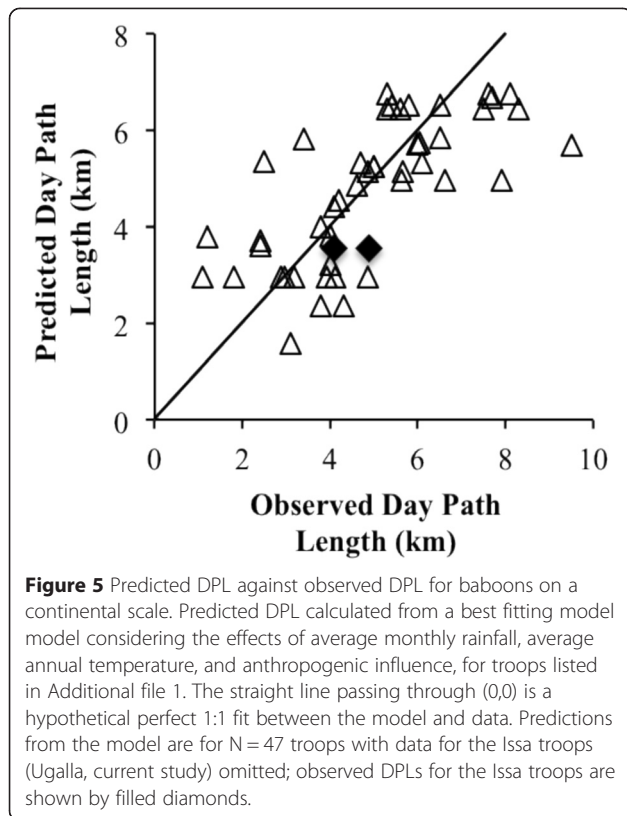 8
6
4
2
0
Predicted Day Path
Length (km)
0 2 4 6 8 10
Observed Day Path
Length (km)
Figure 5 Predicted DPL against observed DPL for baboons on a
continental scale. Predicted DPL calculated from a best fitting model
model considering the effects of average monthly rainfall, average
annual temperature, and anthropogenic influence, for troops listed
in Additional file 1. The straight line passing through (0,0) is a
hypothetical perfect 1:1 fit between the model and data. Predictions
from the model are for N = 47 troops with data for the Issa troops
(Ugalla, current study) omitted; observed DPLs for the Issa troops are
shown by filled diamonds.